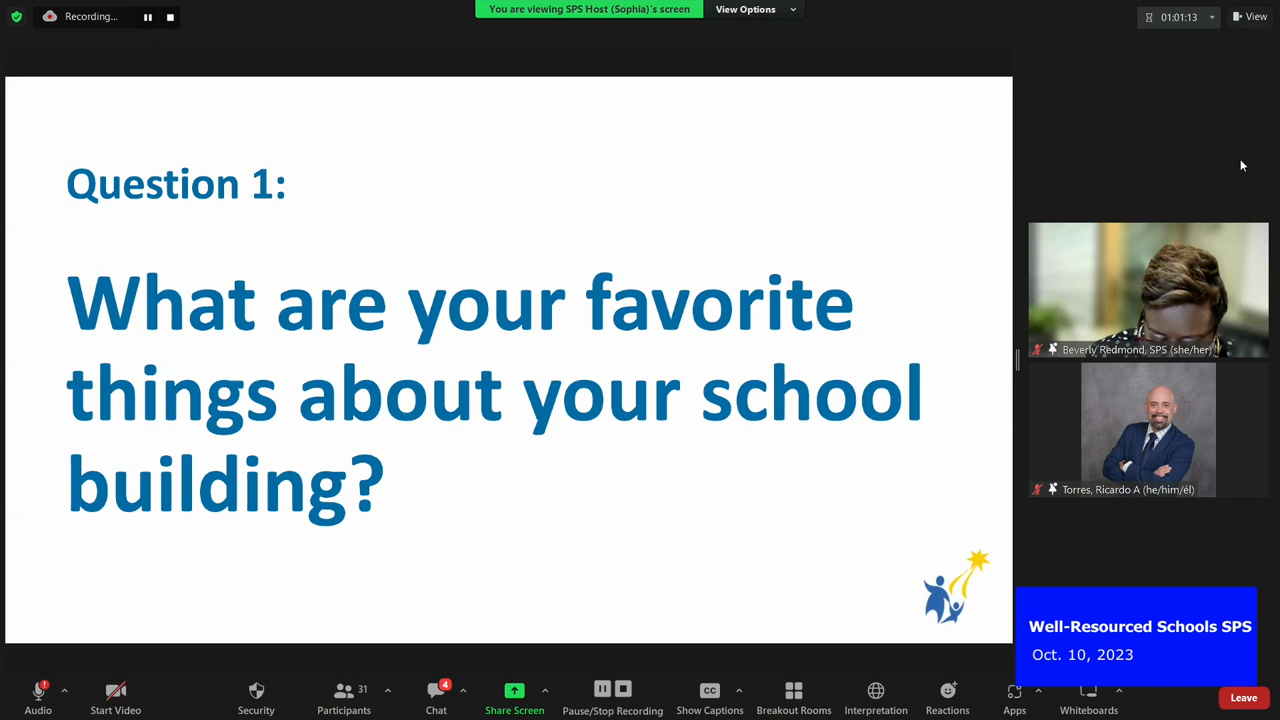 Recording...
You are viewing SPS Host (Sophia)'s screen
View Options
01:01:13
View
Question 1:
What are your favorite
things about your school
building?
Beverly Redmond, SPS (she/her)
Torres, Ricardo A (he/him/él)
Well-Resourced Schools SPS
Oct. 10, 2023
Audio
Start Video
Security
31
Participants
4
Chat
Share Screen
Pause/Stop Recording
CC
Show Captions
Breakout Rooms
Interpretation
Reactions
Apps
Whiteboards
Leave